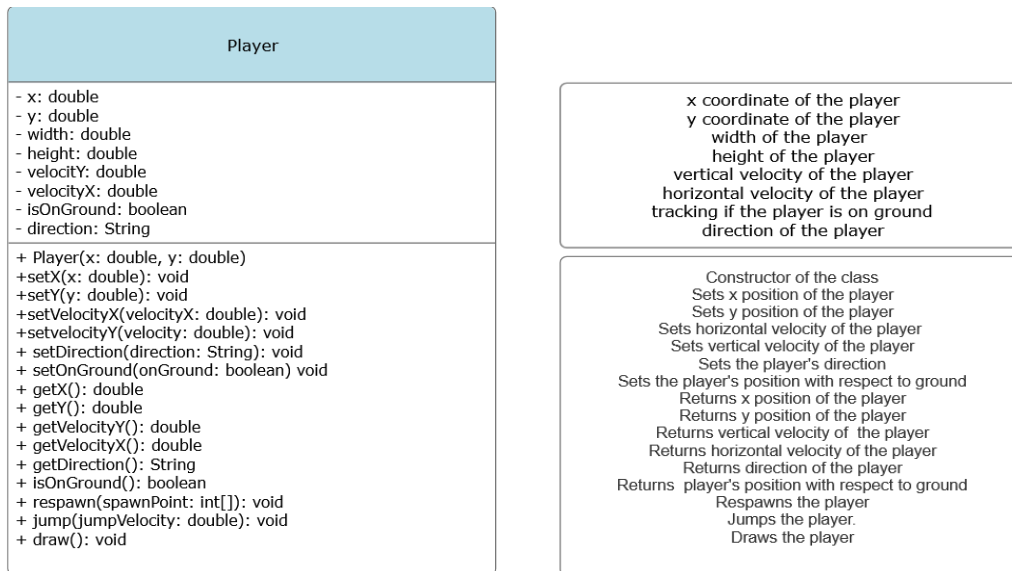 Player
- x: double
- y: double
- width: double
- height: double
- velocitY: double
- velocityX: double
- isOnGround: boolean
- direction: String
+ Player(x: double, y: double)
+setX(x: double): void
+setY(y: double): void
+setVelocityX(velocityX: double): void
+setvelocityY(velocity: double): void
+ setDirection(direction: String): void
+ setOnGround(onGround: boolean) void
+ getX(): double
+ getY(): double
+ getVelocityY(): double
+ getVelocityX(): double
+ getDirection(): String
+ isOnGround(): boolean
+ respawn(spawnPoint: int[]): void
+ jump(jumpVelocity: double): void
+ draw(): void
x coordinate of the player
y coordinate of the player
width of the player
height of the player
vertical velocity of the player
horizontal velocity of the player
tracking if the player is on ground
direction of the player
Constructor of the class
Sets x position of the player
Sets y position of the player
Sets horizontal velocity of the player
Sets vertical velocity of the player
Sets the player's direction
Sets the player's position with respect to ground
Returns x position of the player
Returns y position of the player
Returns vertical velocity of  the player
Returns horizontal velocity of the player
Returns direction of the player
Returns  player's position with respect to ground
Respawns the player
Jumps the player.
Draws the player